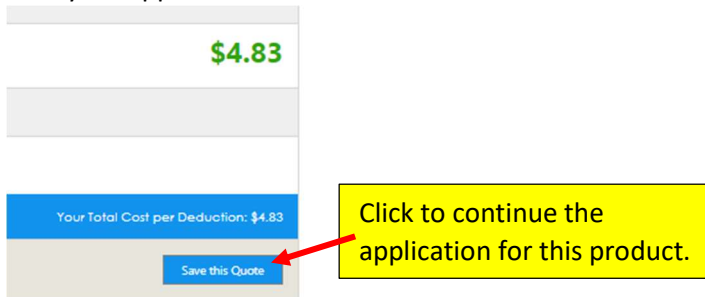 $4.83
Your Total Cost per Deduction: $4.83
Click to continue the
application for this product.
Save this Quote